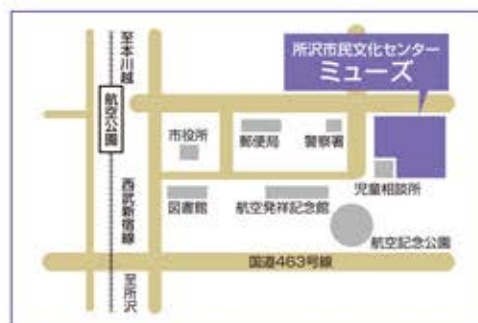 至本川越
航空公園
西武新宿線
至所沢
所沢市民文化センター
ミューズ
市役所
郵便局
警察署
児童相談所
図書館
航空発祥記念館
航空記念公園
国道463号線